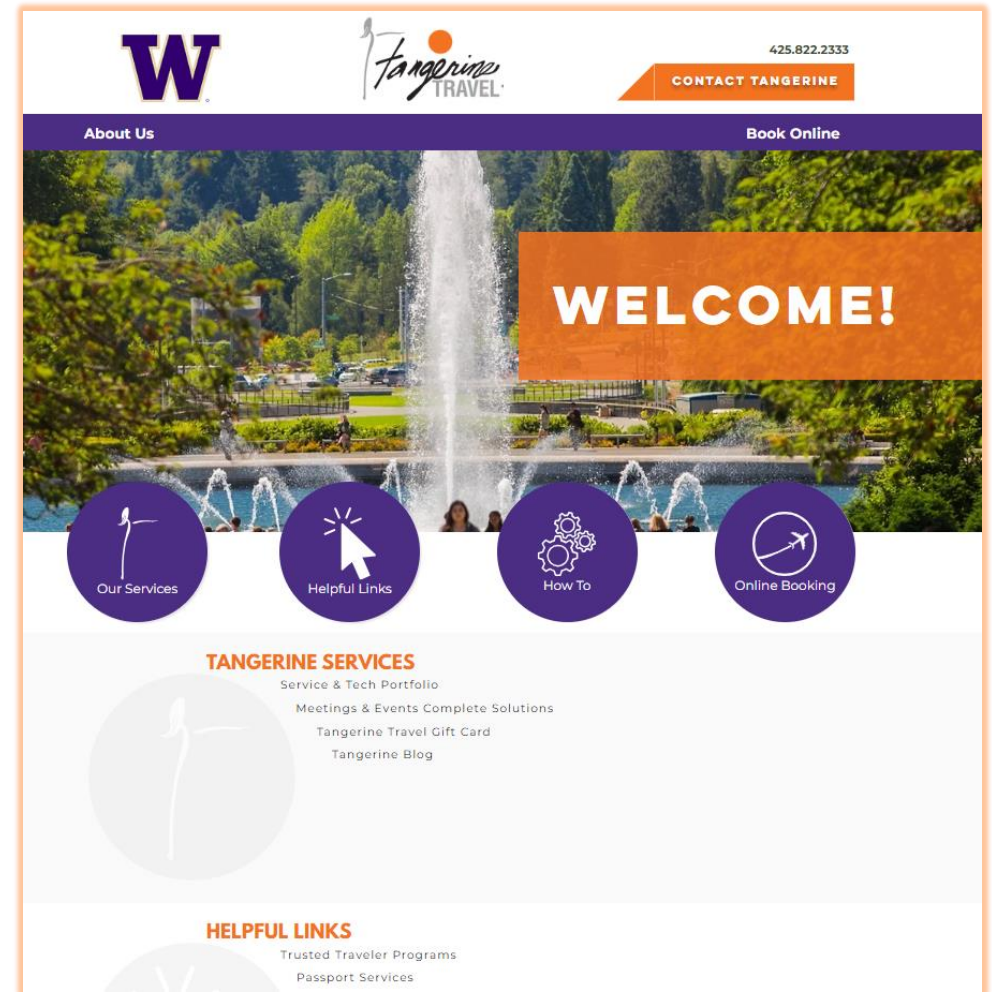 W
tangerine
TRAVEL
425.822.2333
CONTACT TANGERINE
About Us
Book Online
WELCOME!
Our Services
Helpful Links
How To
Online Booking
TANGERINE SERVICES
Service & Tech Portfolio
Meetings & Events Complete Solutions
Tangerine Travel Gift Card
Tangerine Blog
HELPFUL LINKS
Trusted Traveler Programs
Passport Services